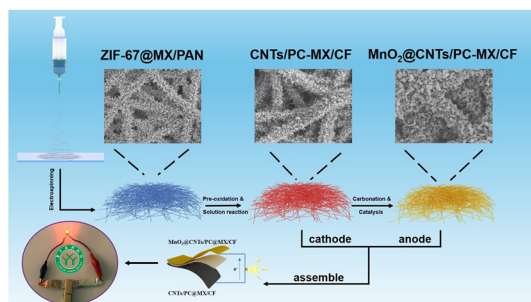 ZIF-67@MX/PAN
CNTs/PC-MX/CF
MnO₂@CNTs/PC-MX/CF
Electrospinning
Pre-oxidation &
Solution reaction
Carbonation &
Catalysis
cathode
anode
assemble
MnO₂@CNTs/PC@MX/CF
CNTs/PC@MX/CF
e⁻